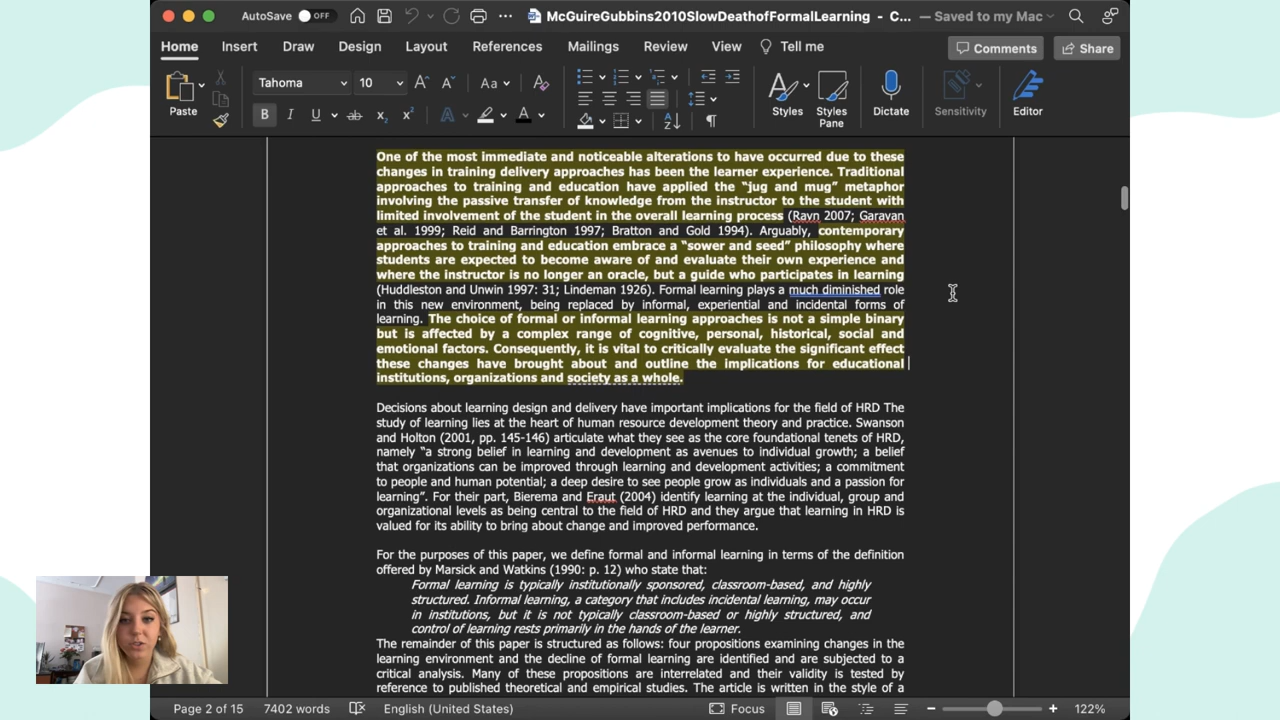 AutoSave OFF McGuireGubbins2010SlowDeathofFormalLearning - C... — Saved to my Mac
Home Insert Draw Design Layout References Mailings Review View Tell me Comments Share
Paste Tahoma 10 Aa Styles Styles Pane Dictate Sensitivity Editor
One of the most immediate and noticeable alterations to have occurred due to these
changes in training delivery approaches has been the learner experience. Traditional
approaches to training and education have applied the “jug and mug” metaphor
involving the passive transfer of knowledge from the instructor to the student with
limited involvement of the student in the overall learning process (Rayn 2007; Garavan
et al. 1999; Reid and Barrington 1997; Bratton and Gold 1994). Arguably, contemporary
approaches to training and education embrace a “sower and seed” philosophy where
students are expected to become aware of and evaluate their own experience and
where the instructor is no longer an oracle, but a guide who participates in learning
(Huddleston and Unwin 1997: 31; Lindeman 1926). Formal learning plays a much diminished role
in this new environment, being replaced by informal, experiential and incidental forms of
learning. The choice of formal or informal learning approaches is not a simple binary
but is affected by a complex range of cognitive, personal, historical, social and
emotional factors. Consequently, it is vital to critically evaluate the significant effect
these changes have brought about and outline the implications for educational
institutions, organizations and society as a whole.
Decisions about learning design and delivery have important implications for the field of HRD The
study of learning lies at the heart of human resource development theory and practice. Swanson
and Holton (2001, pp. 145-146) articulate what they see as the core foundational tenets of HRD,
namely “a strong belief in learning and development as avenues to individual growth; a belief
that organizations can be improved through learning and development activities; a commitment
to people and human potential; a deep desire to see people grow as individuals and a passion for
learning”. For their part, Bierema and Eraut (2004) identify learning at the individual, group and
organizational levels as being central to the field of HRD and they argue that learning in HRD is
valued for its ability to bring about change and improved performance.
For the purposes of this paper, we define formal and informal learning in terms of the definition
offered by Marsick and Watkins (1990: p. 12) who state that:
Formal learning is typically institutionally sponsored, classroom-based, and highly
structured. Informal learning, a category that includes incidental learning, may occur
in institutions, but it is not typically classroom-based or highly structured, and
control of learning rests primarily in the hands of the learner.
The remainder of this paper is structured as follows: four propositions examining changes in the
learning environment and the decline of formal learning are identified and are subjected to a
critical analysis. Many of these propositions are interrelated and their validity is tested by
reference to published theoretical and empirical studies. The article is written in the style of a
Page 2 of 15 7402 words English (United States) Focus 122%